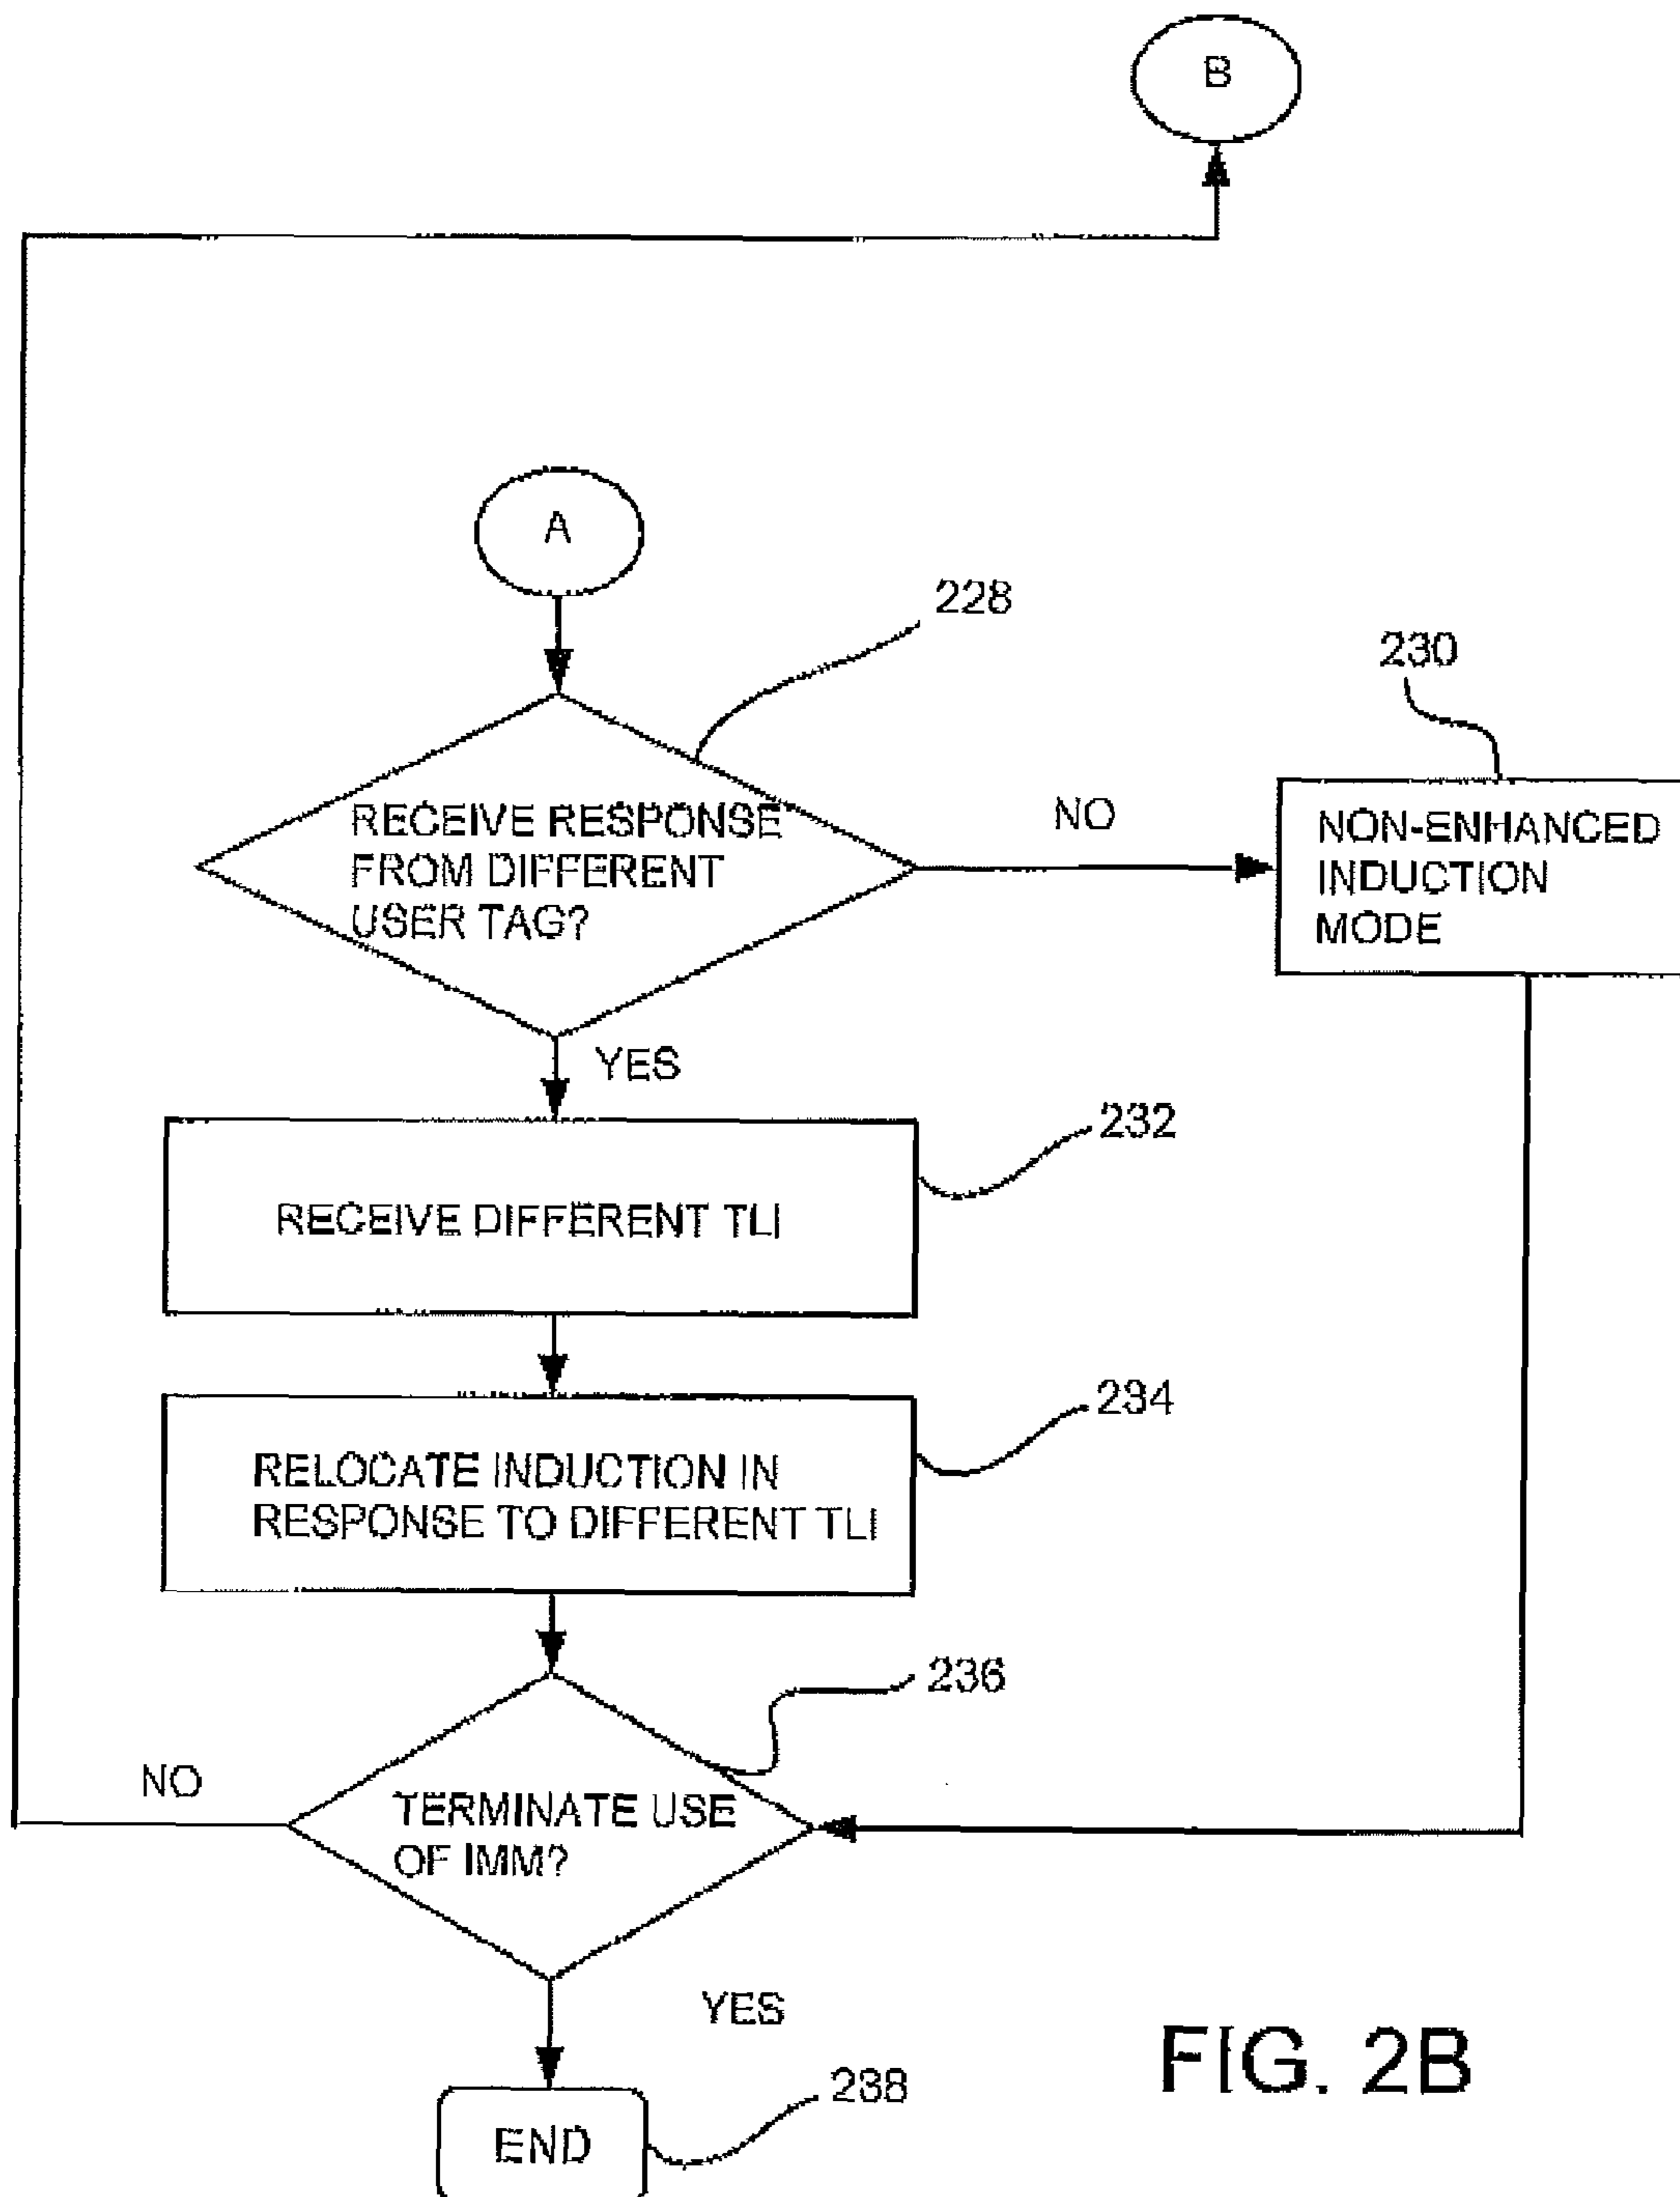 B
A
228
230
RECEIVE RESPONSE
FROM DIFFERENT
USER TAG?
NO
NON-ENHANCED
INDUCTION
MODE
YES
232
RECEIVE DIFFERENT TLI
234
RELOCATE INDUCTION IN
RESPONSE TO DIFFERENT TLI
236
NO
TERMINATE USE
OF IMM?
YES
238
END
FIG. 2B